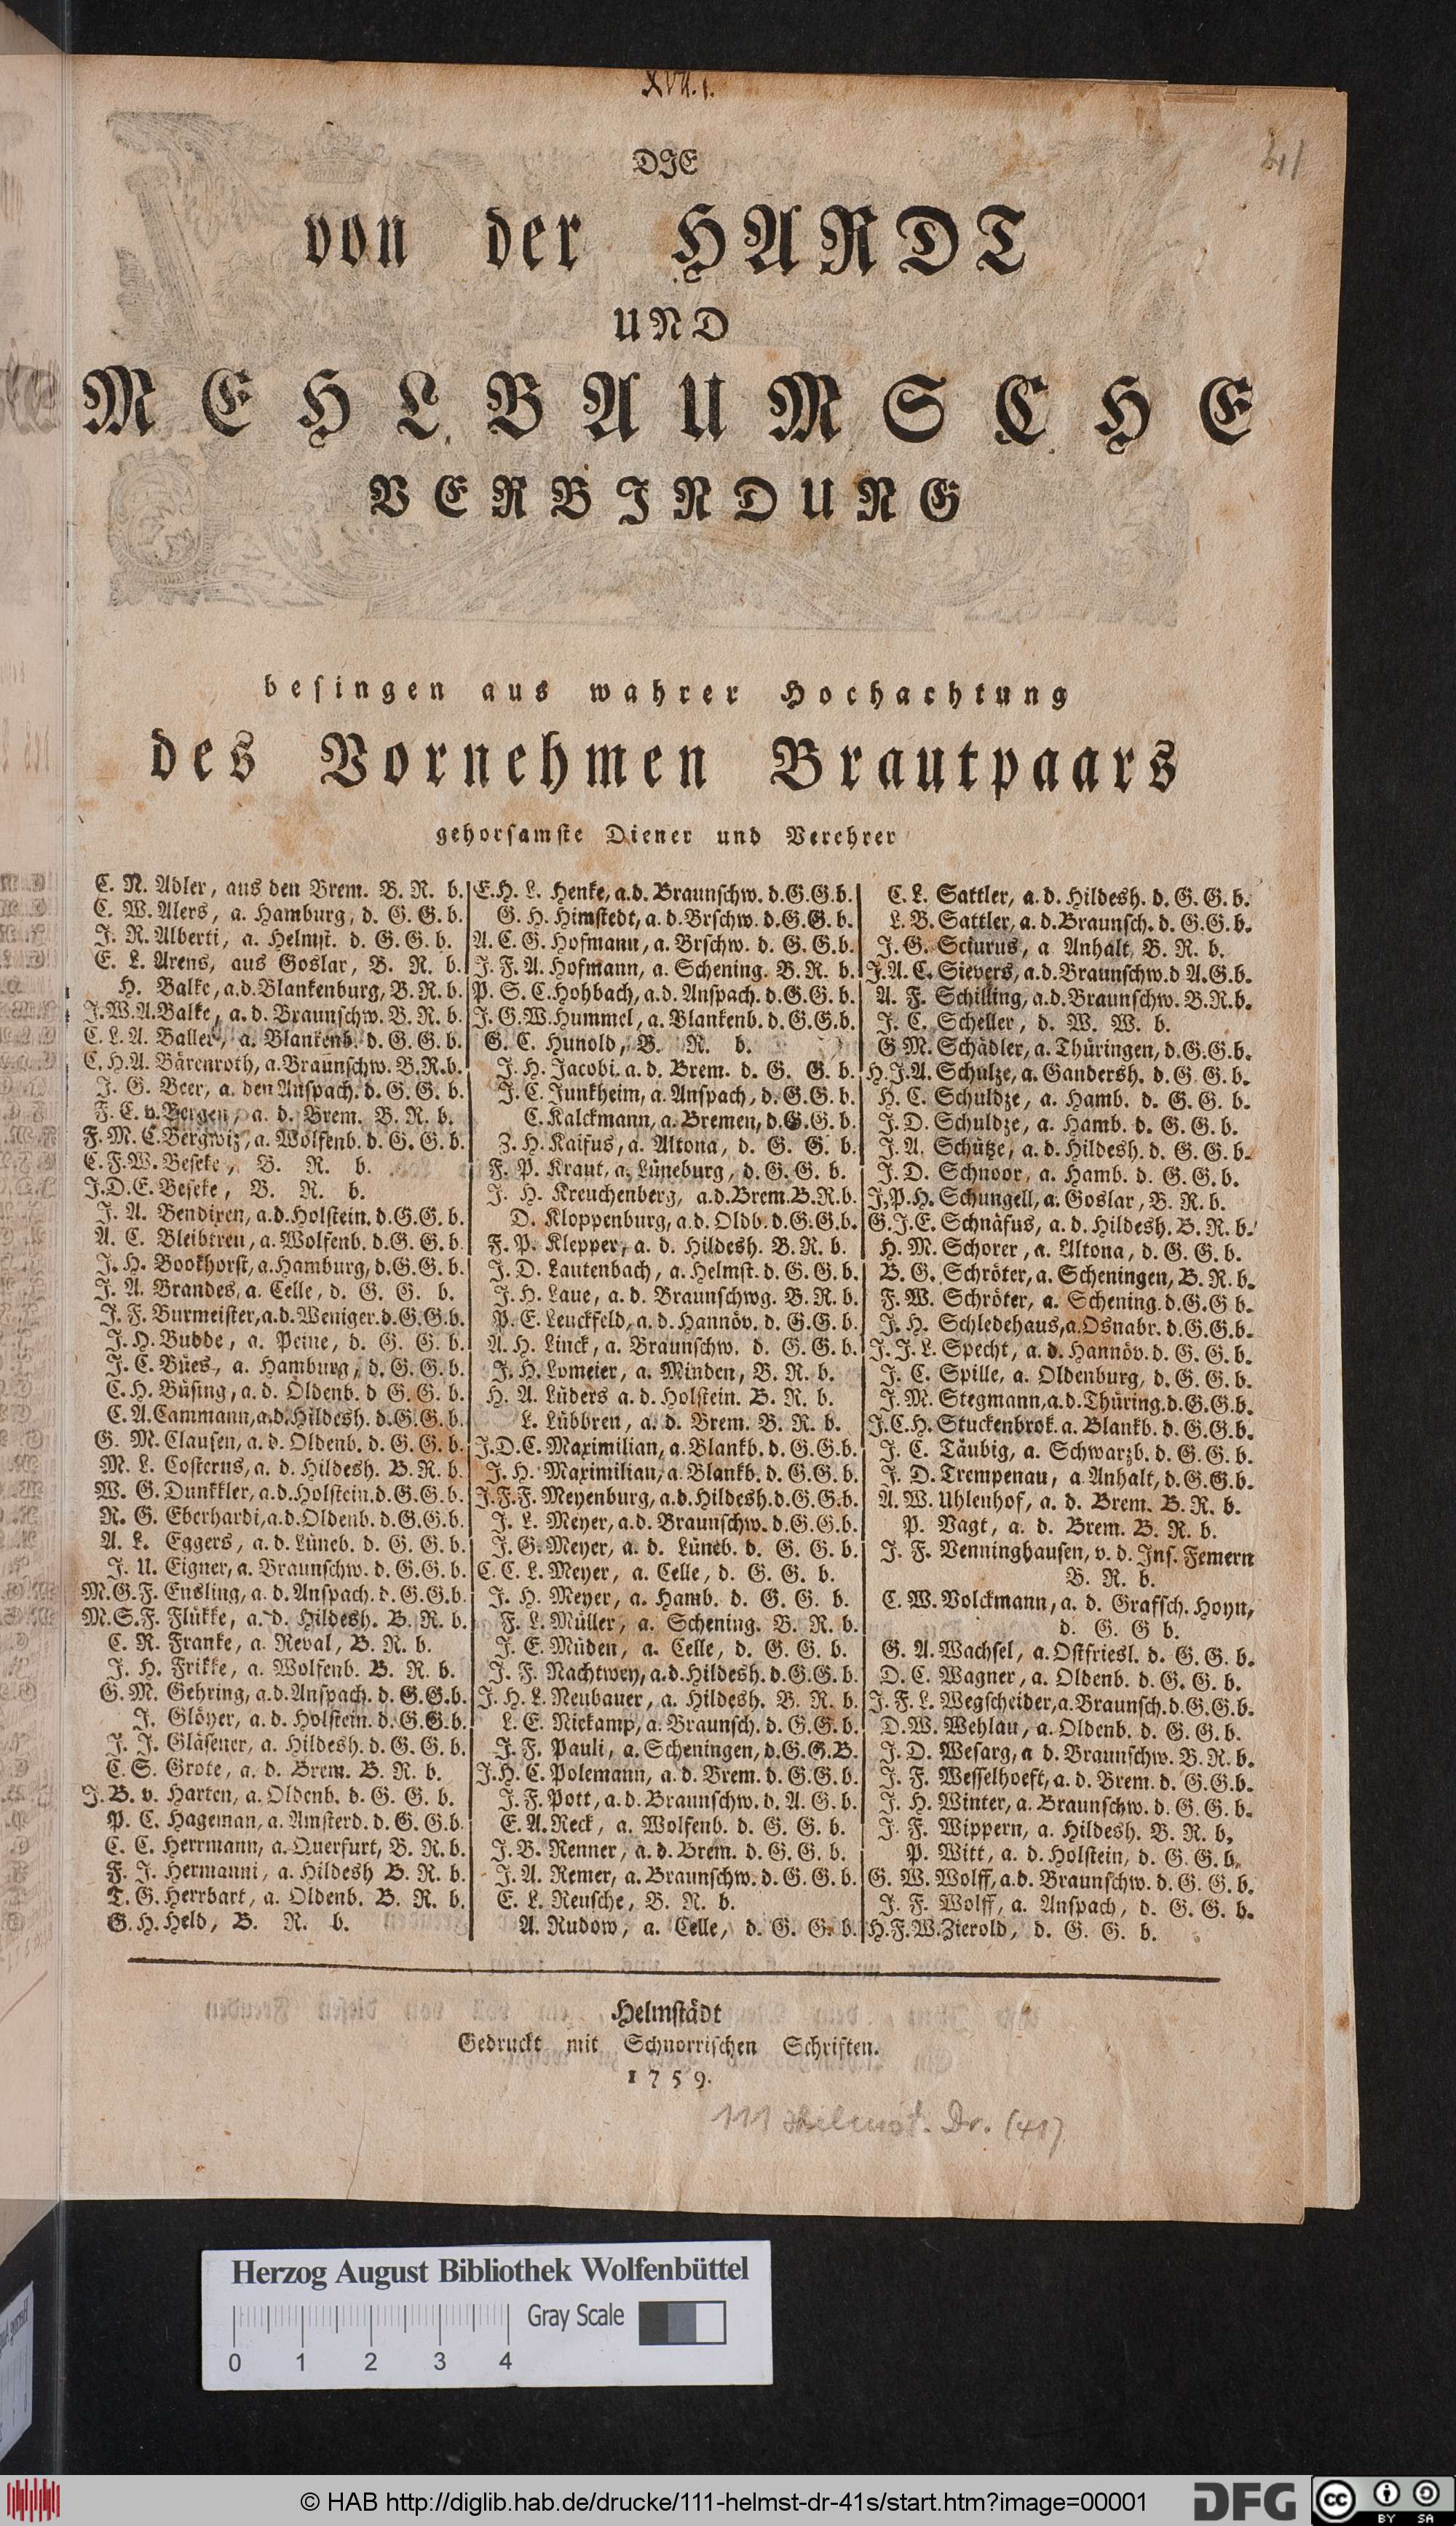 XVII. 1.
41
DIE
von der HARDT
UND
MEHLBAUMSCHE
VERBINDUNG
besingen aus wahrer Hochachtung
des Vornehmen Brautpaars
gehorsamste Diener und Verehrer
C. N. Adler, aus den Brem. B. R. b.
C. W. Alers, a. Hamburg, d. G. G. b.
J. R. Alberti, a. Helmst. d. G. G. b.
E. L. Arens, aus Goslar, B. R. b.
H. Balke, a.d. Blankenburg, B. R. b.
J.W.A. Balke, a. d. Braunschw. B. R. b.
C. L. A. Baller, a. Blankenb. d. G. G. b.
C. H. A. Bärenroth, a. Braunschw. B.R.b.
J. G. Beer, a. den Anspach. d. G. G. b.
F. C. v. Bergen, a. d. Brem. B. R. b.
F. M. C. Bergwiz, a. Wolfenb. d. G. G. b.
C. F. W. Beseke, B. R. b.
J.D.E. Beseke, B. R. b.
J. A. Bendixen, a.d. Holstein. d. G.G. b.
A. C. Bleibtreu, a. Wolfenb. d.G. G. b.
J. H. Bookhorst, a. Hamburg, d. G. G. b.
J. A. Brandes, a. Celle, d. G. G. b.
J. F. Burmeister, a.d. Weniger. d. G.G.b.
J. H. Budde, a. Peine, d. G. G. b.
J. C. Bües, a. Hamburg, d. G. G. b.
C. H. Büsing, a. d. Oldenb. d G. G. b.
C. A. Cammann, a.d. Hildesh. d.G.G. b.
G. M. Clausen, a. d. Oldenb. d. G. G. b.
M. L. Costerus, a. d. Hildesh. B. R. b.
W. G. Dunkkler, a.d. Holstein. d. G.G. b.
R. G. Eberhardi, a.d. Oldenb. d. G.G.b.
A. L. Eggers, a. d. Lüneb. d. G. G. b.
J. U. Eigner, a. Braunschw. d. G. G. b.
M.G.F. Ensling, a. d. Anspach. d. G.G.b.
M.S.F. Flükke, a. d. Hildesh. B. R. b.
C. R. Franke, a. Reval, B. R. b.
J. H. Frikke, a. Wolfenb. B. R. b.
G. M. Gehring, a.d. Anspach. d. G.G.b.
J. Glöyer, a. d. Holstein. d. G. G. b.
J. J. Gläsener, a. Hildesh. d. G. G. b.
C. S. Grote, a. d. Brem. B. R. b.
J. B. v. Harten, a. Oldenb. d. G. G. b.
P. C. Hageman, a. Amsterd. d. G. G.b.
C. C. Herrmann, a. Querfurt, B. R. b.
F. J. Hermanni, a. Hildesh B. R. b.
T. G. Herrbart, a. Oldenb. B. R. b.
G. H. Held, B. R. b.
E.H. L. Henke, a.d. Braunschw. d.G.G.b.
G. H. Himstedt, a. d. Brschw. d.G.G. b.
A. C. G. Hofmann, a. Brschw. d. G. G.b.
J. F. A. Hofmann, a. Schening. B. R. b.
P. S. C. Hohbach, a.d. Anspach. d. G.G. b.
J. G.W. Hummel, a. Blankenb. d. G.G.b.
G. C. Hunold, B. R. b.
J. H. Jacobi. a. d. Brem. d. G. G. b.
J. C. Junkheim, a. Anspach, d. G. G. b.
C. Kalckmann, a. Bremen, d. G. G. b.
Z. H. Kaifus, a. Altona, d. G. G. b.
F. P. Kraut, a. Lüneburg, d. G. G. b.
J. H. Kreuchenberg, a.d. Brem. B.R.b.
D. Kloppenburg, a.d. Oldb. d. G.G.b.
F. P. Klepper, a. d. Hildesh. B. R. b.
J. D. Lautenbach, a. Helmst. d. G. G. b.
J. H. Laue, a. d. Braunschwg. B. R. b.
P. E. Leuckfeld, a. d. Hannöv. d. G. G. b.
A. H. Linck, a. Braunschw. d. G. G. b.
J. H. Lomeier, a. Minden, B. R. b.
H. A. Lüders a. d. Holstein. B. R. b.
L. Lübbren, a. d. Brem. B. R. b.
J.D.C. Maximilian, a. Blankb. d. G.G. b.
J. H. Maximilian, a. Blankb. d. G.G. b.
J.F.F. Meyenburg, a.d. Hildesh. d. G.G. b.
J. L. Meyer, a.d. Braunschw. d. G.G. b.
J. G. Meyer, a. d. Lüneb. d. G. G. b.
C. C. L. Meyer, a. Celle, d. G. G. b.
J. H. Meyer, a. Hamb. d. G. G. b.
F. L. Müller, a. Schening. B. R. b.
J. E. Müden, a. Celle, d. G. G. b.
J. F. Nachtwey, a.d. Hildesh. d. G.G. b.
J. H. L. Neubauer, a. Hildesh. B. R. b.
L. E. Niekamp, a. Braunsch. d. G. G. b.
J. F. Pauli, a. Scheningen, d. G. G. B.
J. H. C. Polemann, a. d. Brem. d. G. G. b.
J. F. Pott, a. d. Braunschw. d. A. G. b.
E. A. Reck, a. Wolfenb. d. G. G. b.
J. B. Renner, a. d. Brem. d. G. G. b.
J. A. Remer, a. Braunschw. d. G. G. b.
E. L. Reusche, B. R. b.
A. Rudow, a. Celle, d. G. G. b.
C. L. Sattler, a. d. Hildesh. d. G. G. b.
L. B. Sattler, a. d. Braunsch. d. G. G. b.
J. G. Sciurus, a Anhalt, B. R. b.
J. A. C. Sievers, a.d. Braunschw. d A.G.b.
A. F. Schilling, a.d. Braunschw. B.R.b.
J. C. Scheller, d. W. W. b.
G M. Schädler, a. Thüringen, d. G.G.b.
H. J. A. Schulze, a. Gandersh. d. G G. b.
H. C. Schuldze, a. Hamb. d. G. G. b.
J. D. Schuldze, a. Hamb. d. G. G. b.
J. A. Schütze, a. d. Hildesh. d. G. G. b.
J. D. Schnoor, a. Hamb. d. G. G. b.
J.P.H. Schungell, a. Goslar, B. R. b.
G. J. E. Schnäfus, a. d. Hildesh. B. R. b.
H. M. Schorer, a. Altona, d. G. G. b.
B. G. Schröter, a. Scheningen, B. R. b.
F. W. Schröter, a. Schening. d.G.G b.
J. H. Schledehaus, a. Osnabr. d.G.G.b.
J. J. L. Specht, a. d. Hannöv. d. G. G. b.
J. C. Spille, a. Oldenburg, d. G. G. b.
J. M. Stegmann, a.d. Thüring. d. G.G.b.
J. C. H. Stuckenbrok. a. Blankb. d. G.G.b.
J. C. Täubig, a. Schwarzb. d. G. G. b.
J. D. Trempenau, a. Anhalt, d. G.G.b.
A. W. Uhlenhof, a. d. Brem. B. R. b.
P. Vagt, a. d. Brem. B. R. b.
J. F. Venninghausen, v. d. Ins. Femern
B. R. b.
C. W. Volckmann, a. d. Graffch. Hoyn,
d. G. G b.
G. A. Wachsel, a. Ostfriesl. d. G. G. b.
D. C. Wagner, a. Oldenb. d. G. G. b.
J. F. L. Wegscheider, a. Braunsch. d. G.G.b.
D. W. Wehlau, a. Oldenb. d. G. G. b.
J. D. Wesarg, a d. Braunschw. B. R. b.
J. F. Wesselhoeft, a. d. Brem. d. G.G.b.
J. H. Winter, a. Braunschw. d. G. G. b.
J. F. Wippern, a. Hildesh. B. R. b.
P. Witt, a. d. Holstein, d. G. G. b.
G. W. Wolff, a.d. Braunschw. d. G. G. b.
J. F. Wolff, a. Anspach, d. G. G. b.
H.F.W. Zierold, d. G. G. b.
Helmstädt
Gedruckt mit Schnorrischen Schriften.
1759.
111 Helmst. Dr. (41)
Herzog August Bibliothek Wolfenbüttel
Gray Scale
0 1 2 3 4
© HAB http://diglib.hab.de/drucke/111-helmst-dr-41s/start.htm?image=00001
DFG
cc BY SA